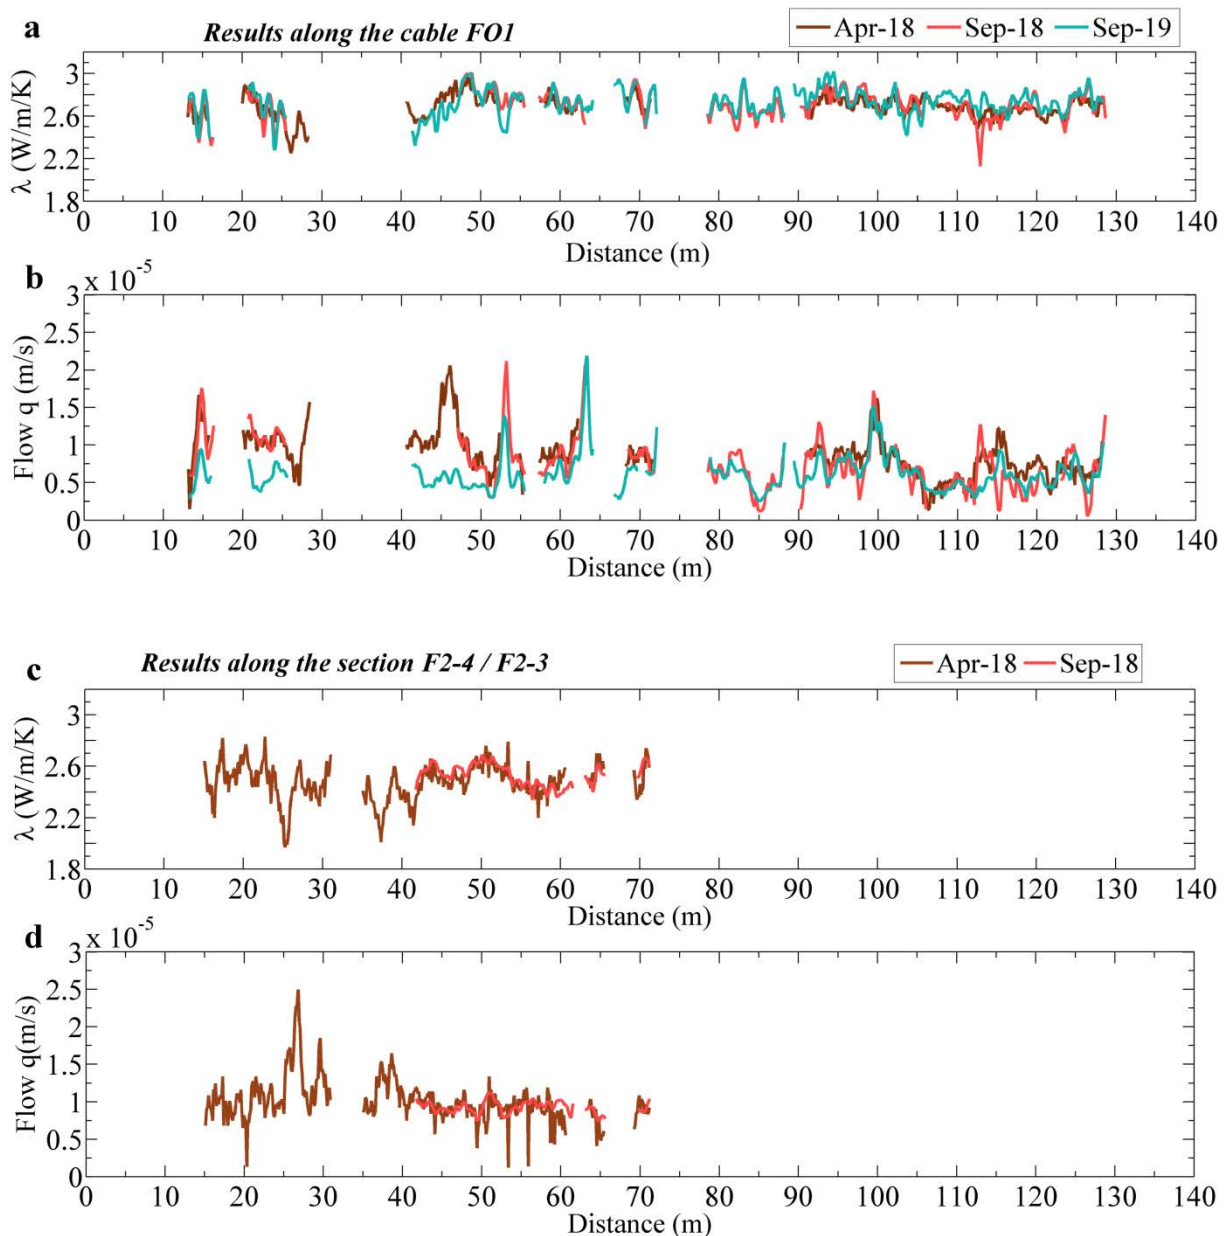 a
Results along the cable FO1
Apr-18 Sep-18 Sep-19
3
2.6
2.2
1.8
λ (W/m/K)
0 10 20 30 40 50 60 70 80 90 100 110 120 130 140
Distance (m)
b
x 10-5
3
2.5
2
1.5
1
0.5
0
Flow q (m/s)
0 10 20 30 40 50 60 70 80 90 100 110 120 130 140
Distance (m)
c
Results along the section F2-4 / F2-3
Apr-18 Sep-18
3
2.6
2.2
1.8
λ (W/m/K)
0 10 20 30 40 50 60 70 80 90 100 110 120 130 140
Distance (m)
d
x 10-5
3
2.5
2
1.5
1
0.5
0
Flow q(m/s)
0 10 20 30 40 50 60 70 80 90 100 110 120 130 140
Distance (m)